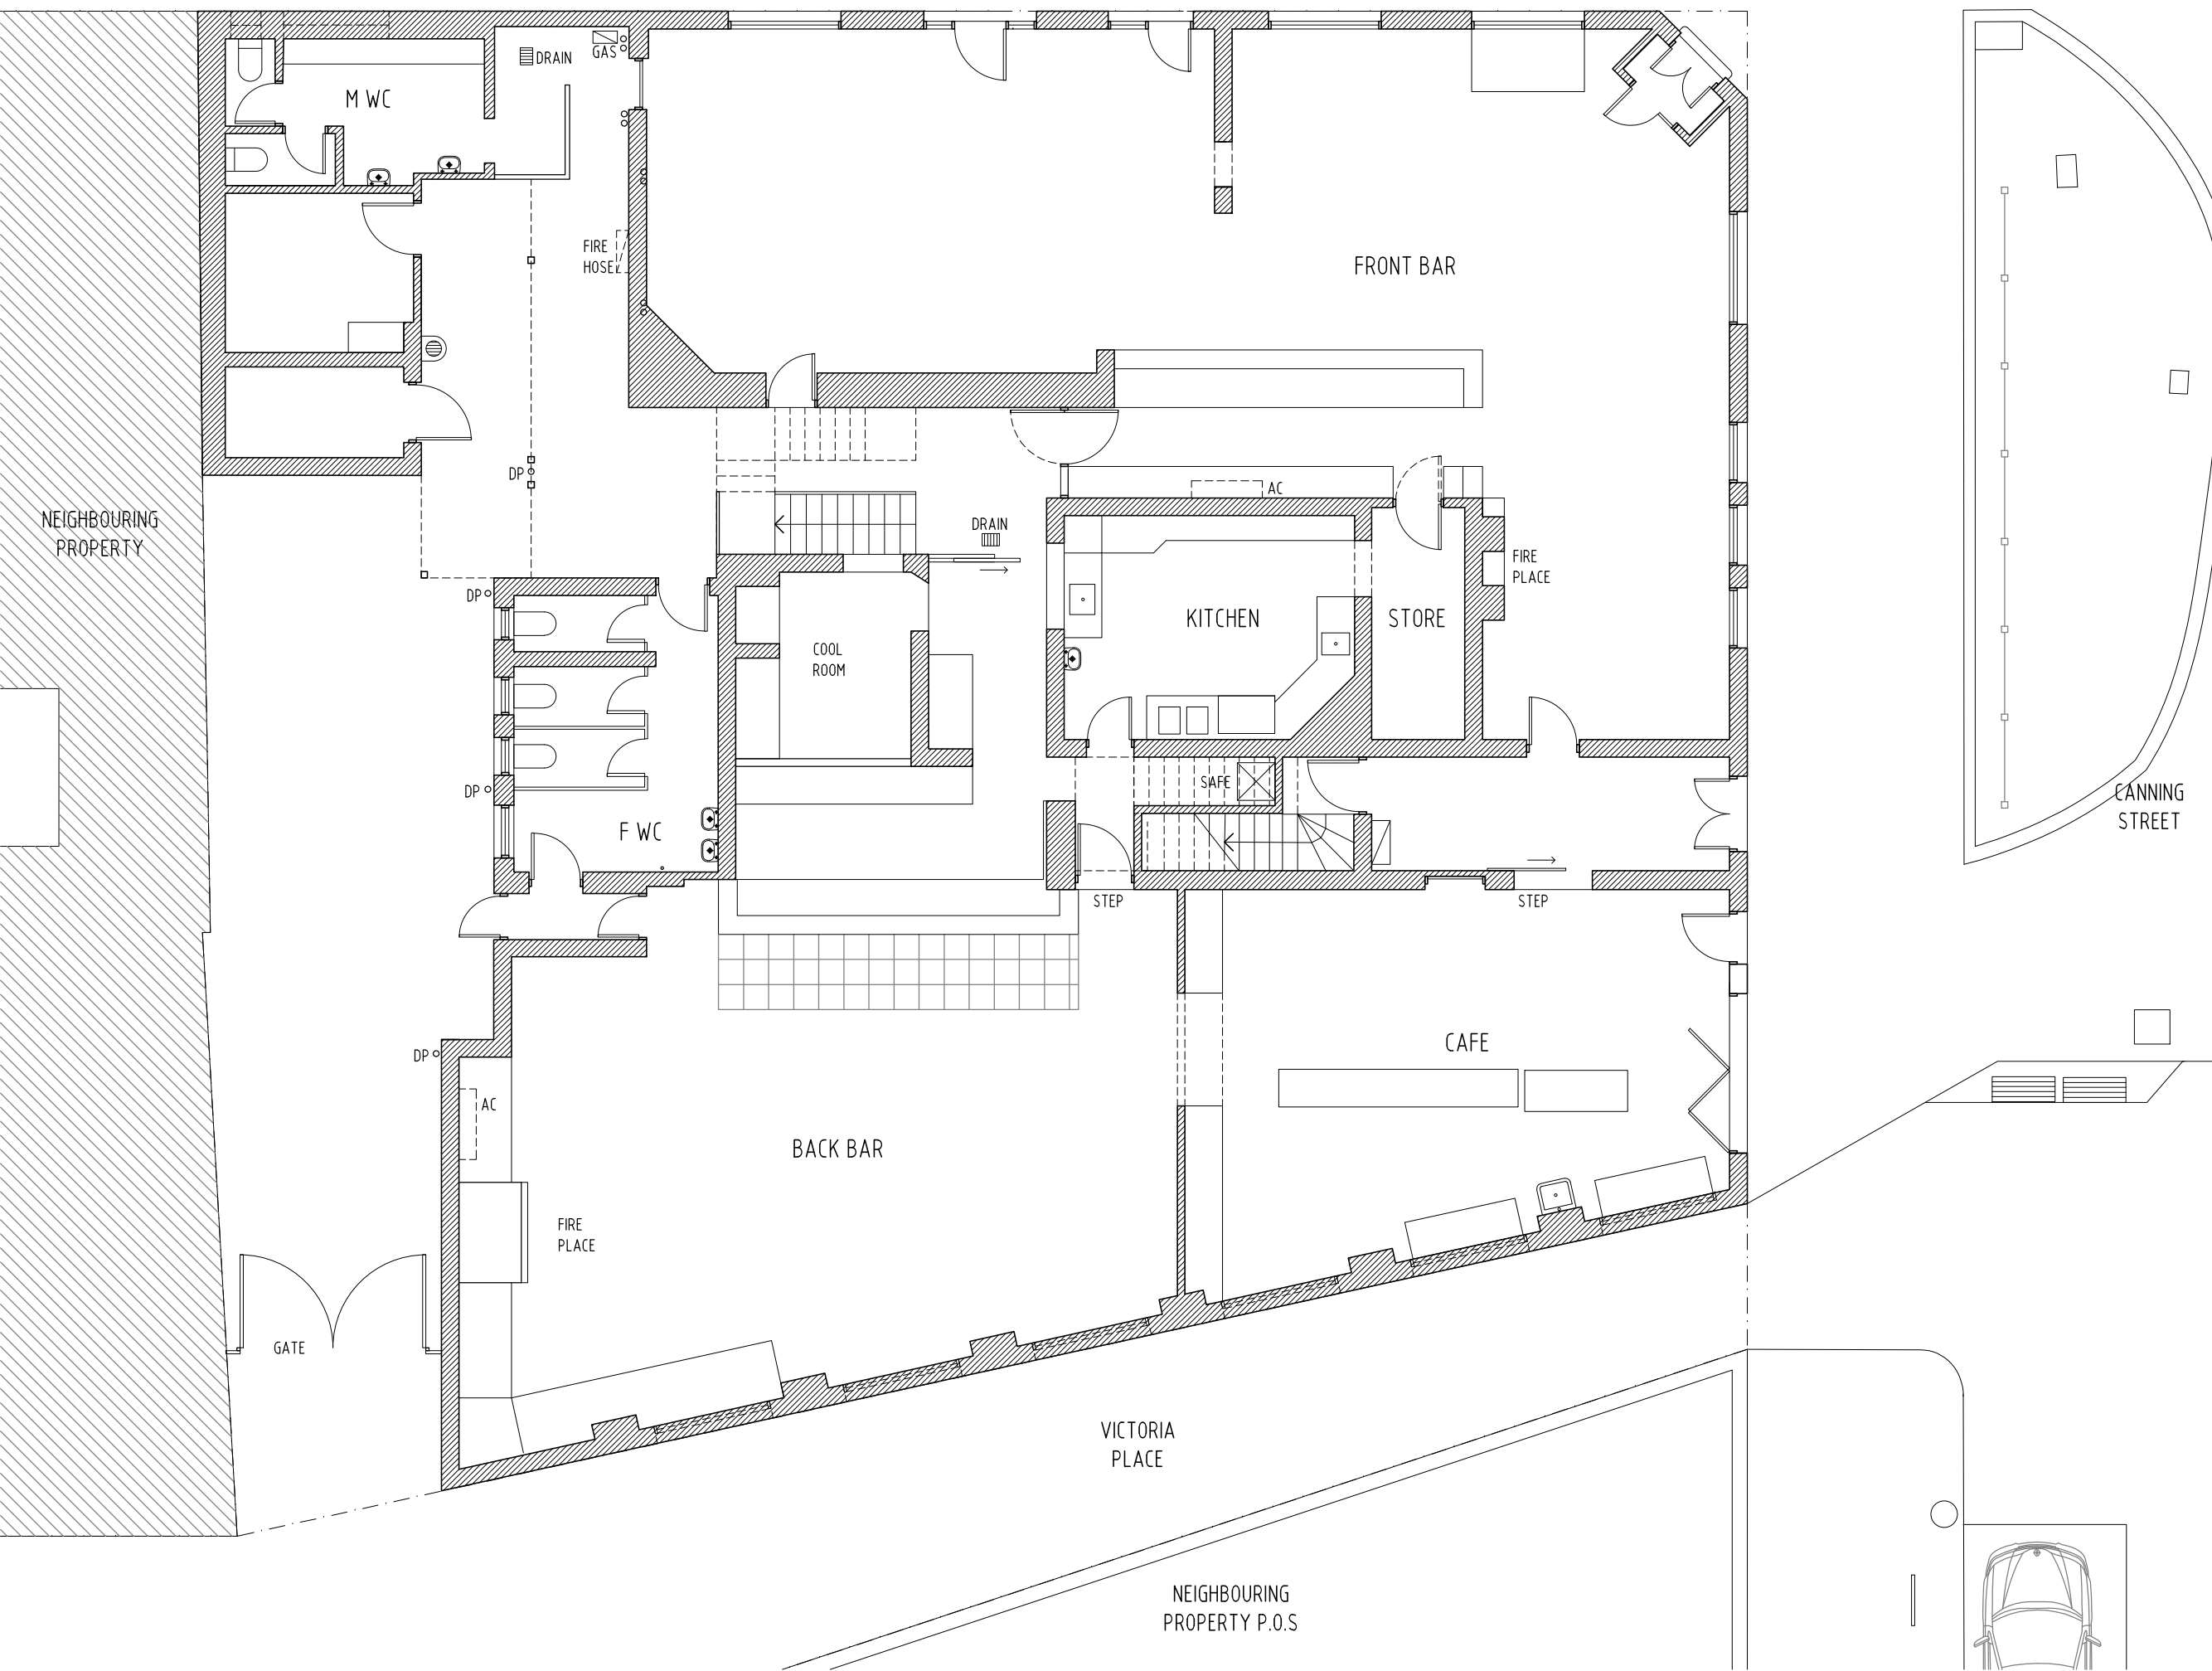 DRAIN
GAS
M WC
FIRE
HOSE
FRONT BAR
DP
AC
DRAIN
NEIGHBOURING
PROPERTY
FIRE
PLACE
DP
KITCHEN
STORE
COOL
ROOM
SAFE
DP
F WC
CANNING
STREET
STEP
STEP
CAFE
DP
AC
BACK BAR
FIRE
PLACE
GATE
VICTORIA
PLACE
NEIGHBOURING
PROPERTY P.O.S